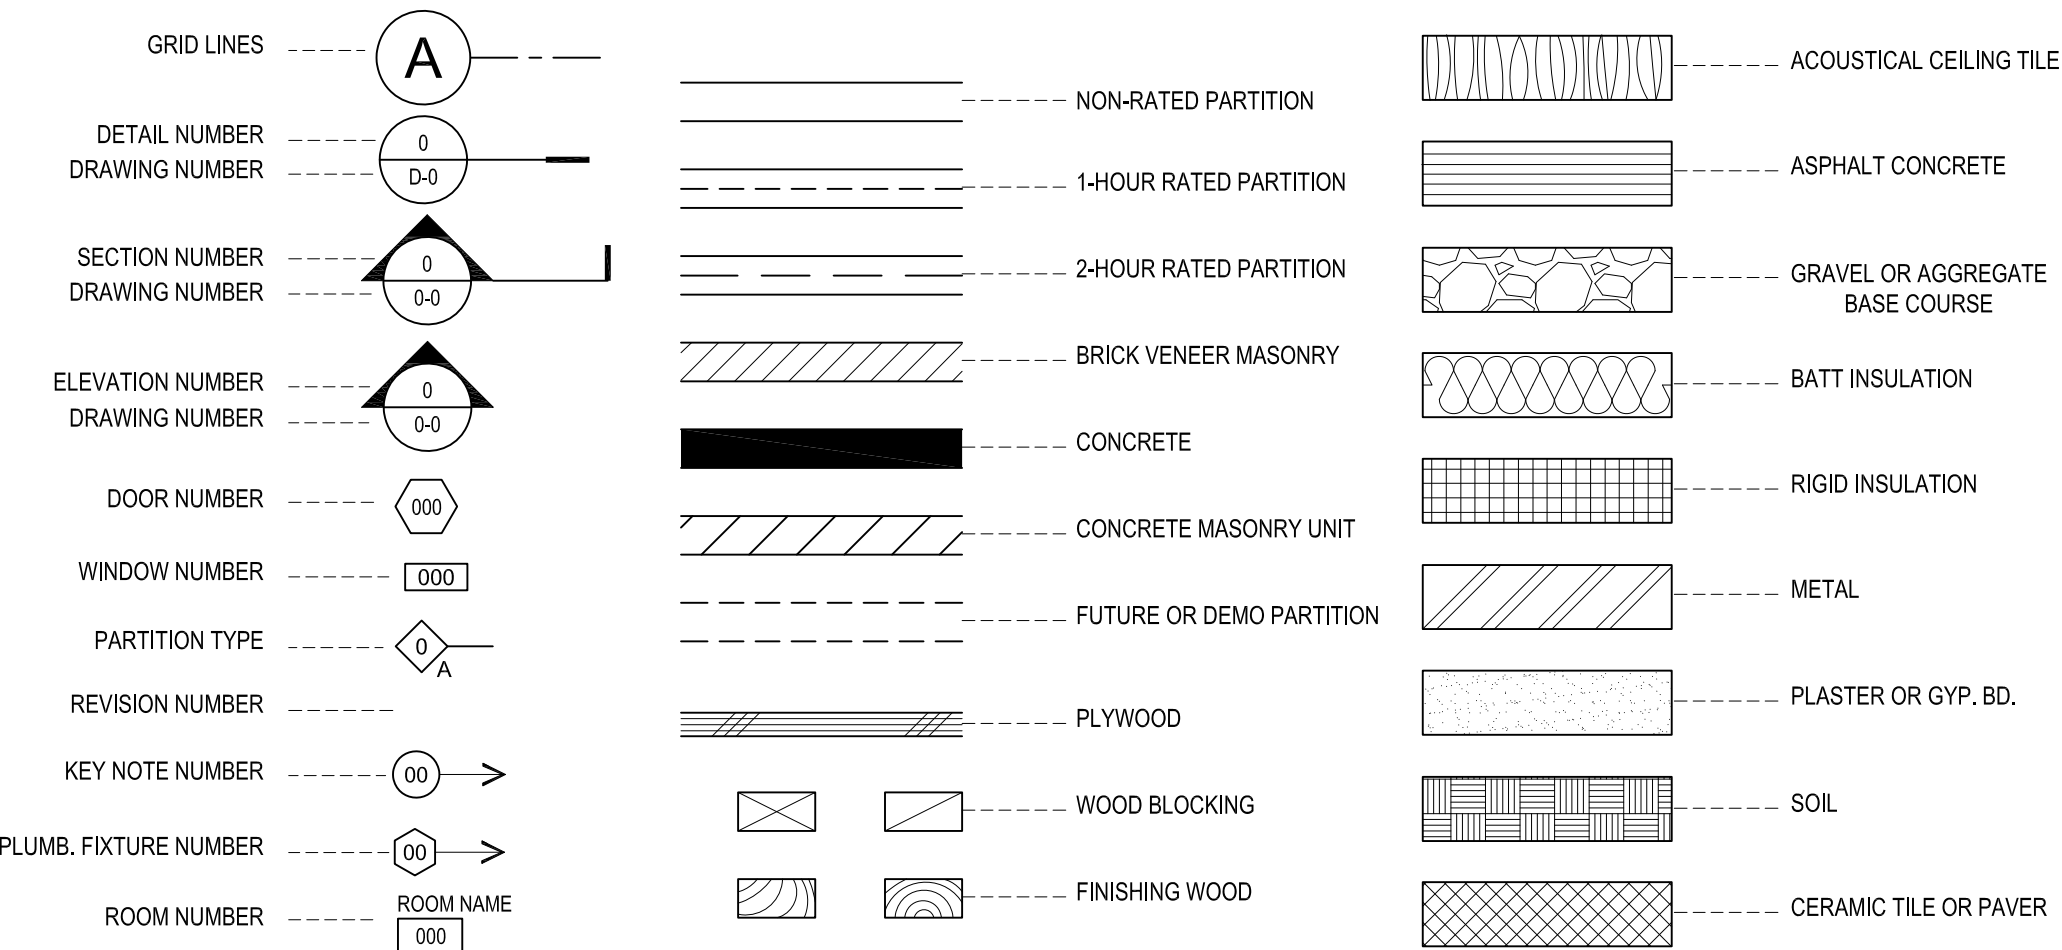 GRID LINES
A
DETAIL NUMBER
0
DRAWING NUMBER
D-0
SECTION NUMBER
0
DRAWING NUMBER
0-0
ELEVATION NUMBER
0
DRAWING NUMBER
0-0
DOOR NUMBER
000
WINDOW NUMBER
000
PARTITION TYPE
0
A
REVISION NUMBER
KEY NOTE NUMBER
00
PLUMB. FIXTURE NUMBER
00
ROOM NUMBER
ROOM NAME
000
NON-RATED PARTITION
1-HOUR RATED PARTITION
2-HOUR RATED PARTITION
BRICK VENEER MASONRY
CONCRETE
CONCRETE MASONRY UNIT
FUTURE OR DEMO PARTITION
PLYWOOD
WOOD BLOCKING
FINISHING WOOD
ACOUSTICAL CEILING TILE
ASPHALT CONCRETE
GRAVEL OR AGGREGATE
BASE COURSE
BATT INSULATION
RIGID INSULATION
METAL
PLASTER OR GYP. BD.
SOIL
CERAMIC TILE OR PAVER